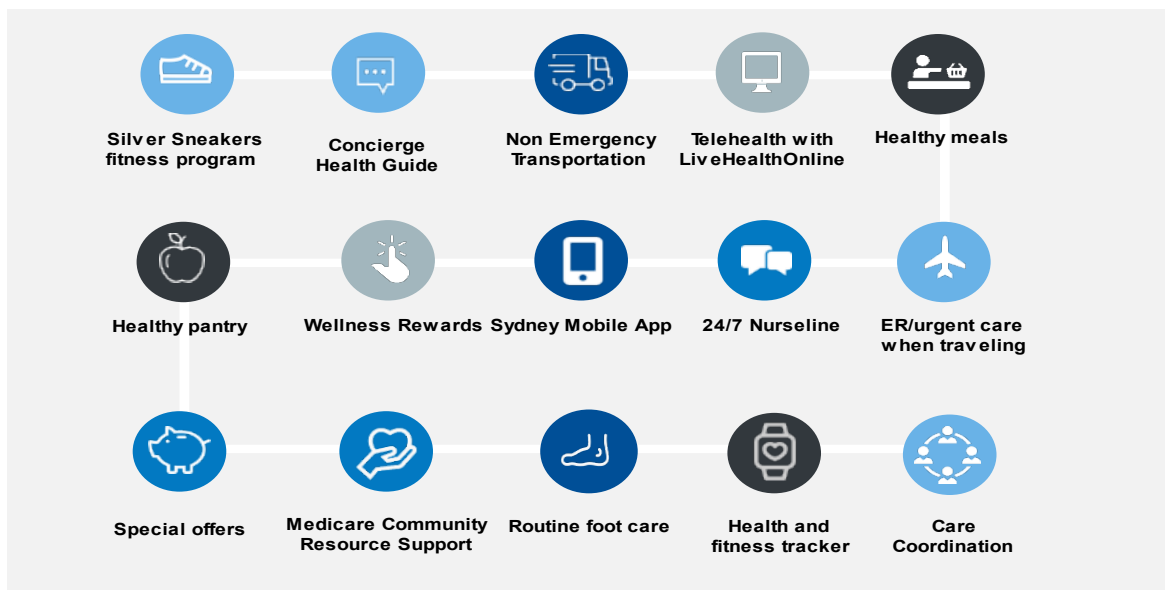 Silver Sneakers
fitness program
Concierge
Health Guide
Non Emergency
Transportation
Telehealth with
LiveHealthOnline
Healthy meals
Healthy pantry
Wellness Rewards
Sydney Mobile App
24/7 Nurseline
ER/urgent care
when traveling
Special offers
Medicare Community
Resource Support
Routine foot care
Health and
fitness tracker
Care
Coordination